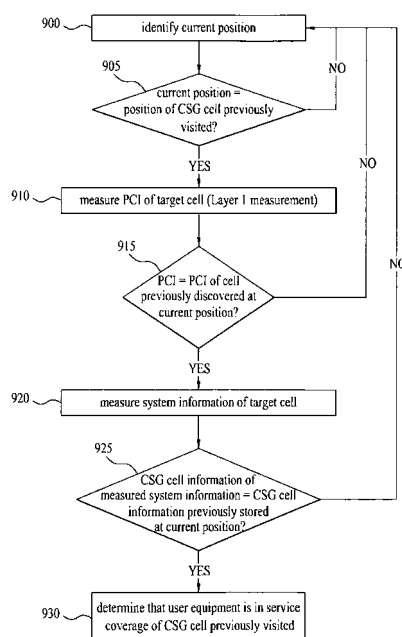 900
identify current position
905
current position =
position of CSG cell previously
visited?
NO
YES
NO
910
measure PCI of target cell (Layer 1 measurement)
915
PCI = PCI of cell
previously discovered at
current position?
NO
YES
920
measure system information of target cell
925
CSG cell information of
measured system information = CSG cell
information previously stored
at current position?
YES
930
determine that user equipment is in service
coverage of CSG cell previously visited